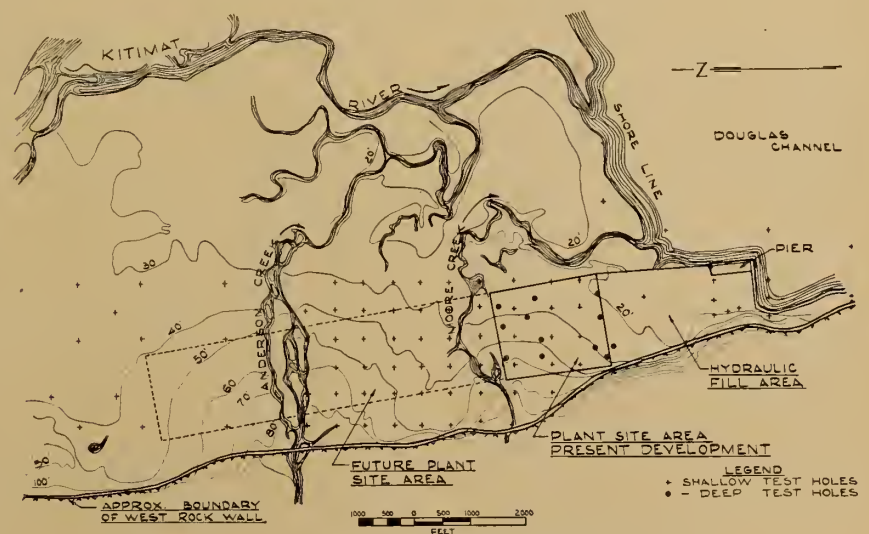 KITIMAT
RIVER
SHORE LINE
Z
DOUGLAS
CHANNEL
20'
30'
20'
PIER
ANDERSON CREEK
MOORE CREEK
40'
50'
60'
70'
80'
20'
HYDRAULIC
FILL AREA
PLANT SITE AREA
PRESENT DEVELOPMENT
FUTURE PLANT
SITE AREA
100'
APPROX. BOUNDARY
OF WEST ROCK WALL
LEGEND
+ SHALLOW TEST HOLES
● - DEEP TEST HOLES
1000 500 0 500 1000 2,000
FEET